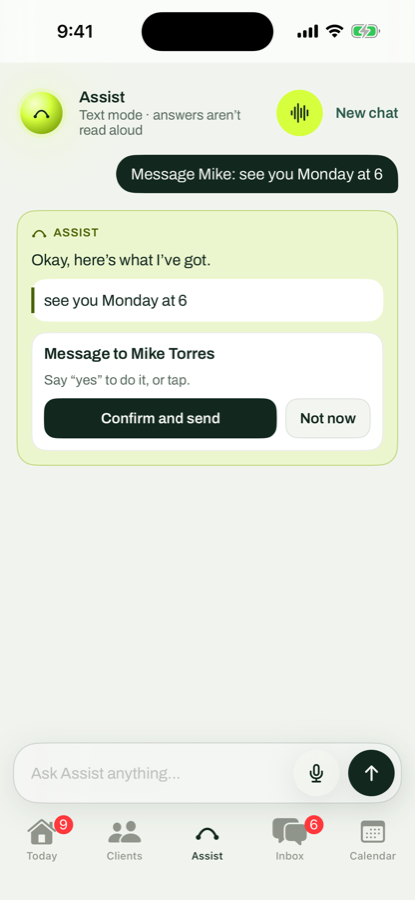 9:41
Assist
Text mode · answers aren’t
read aloud
New chat
Message Mike: see you Monday at 6
ASSIST
Okay, here’s what I’ve got.
see you Monday at 6
Message to Mike Torres
Say “yes” to do it, or tap.
Confirm and send
Not now
Ask Assist anything...
9
6
Today
Clients
Assist
Inbox
Calendar